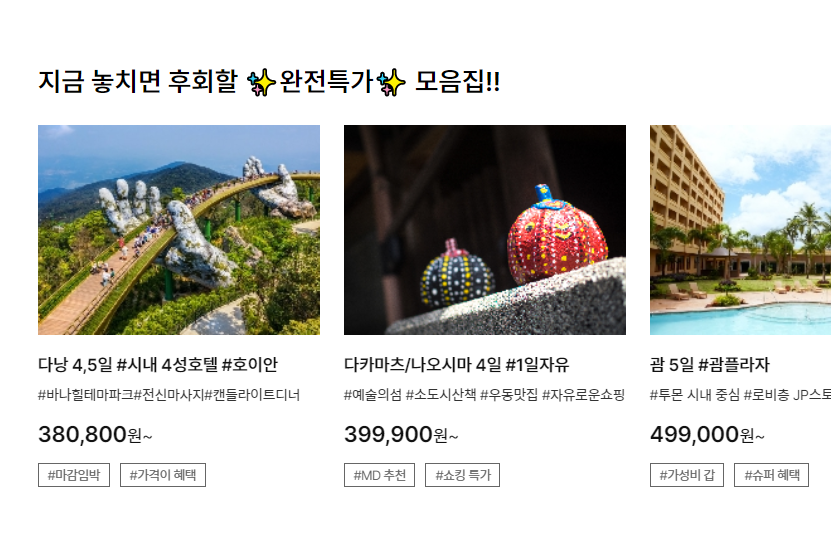 지금 놓치면 후회할 ✨완전특가✨ 모음집!!
다낭 4,5일 #시내 4성호텔 #호이안
#바나힐테마파크#전신마사지#캔들라이트디너
380,800원~
#마감임박 #가격이 혜택
다카마츠/나오시마 4일 #1일자유
#예술의섬 #소도시산책 #우동맛집 #자유로운쇼핑
399,900원~
#MD 추천 #쇼킹 특가
괌 5일 #괌플라자
#투몬 시내 중심 #로비층 JP스토
499,000원~
#가성비 갑 #슈퍼 혜택